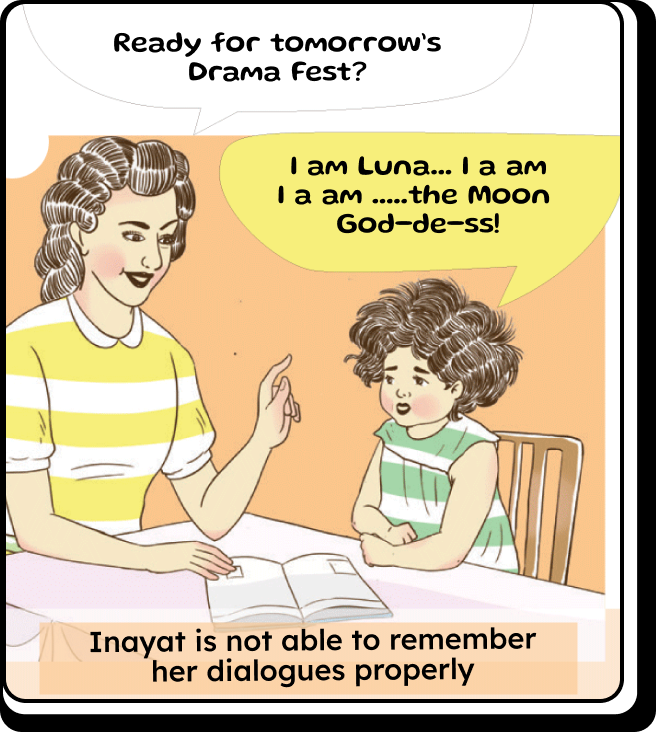 Ready for tomorrow's
Drama Fest?
I am Luna... I a am
I a am .....the Moon
God-de-ss!
Inayat is not able to remember
her dialogues properly